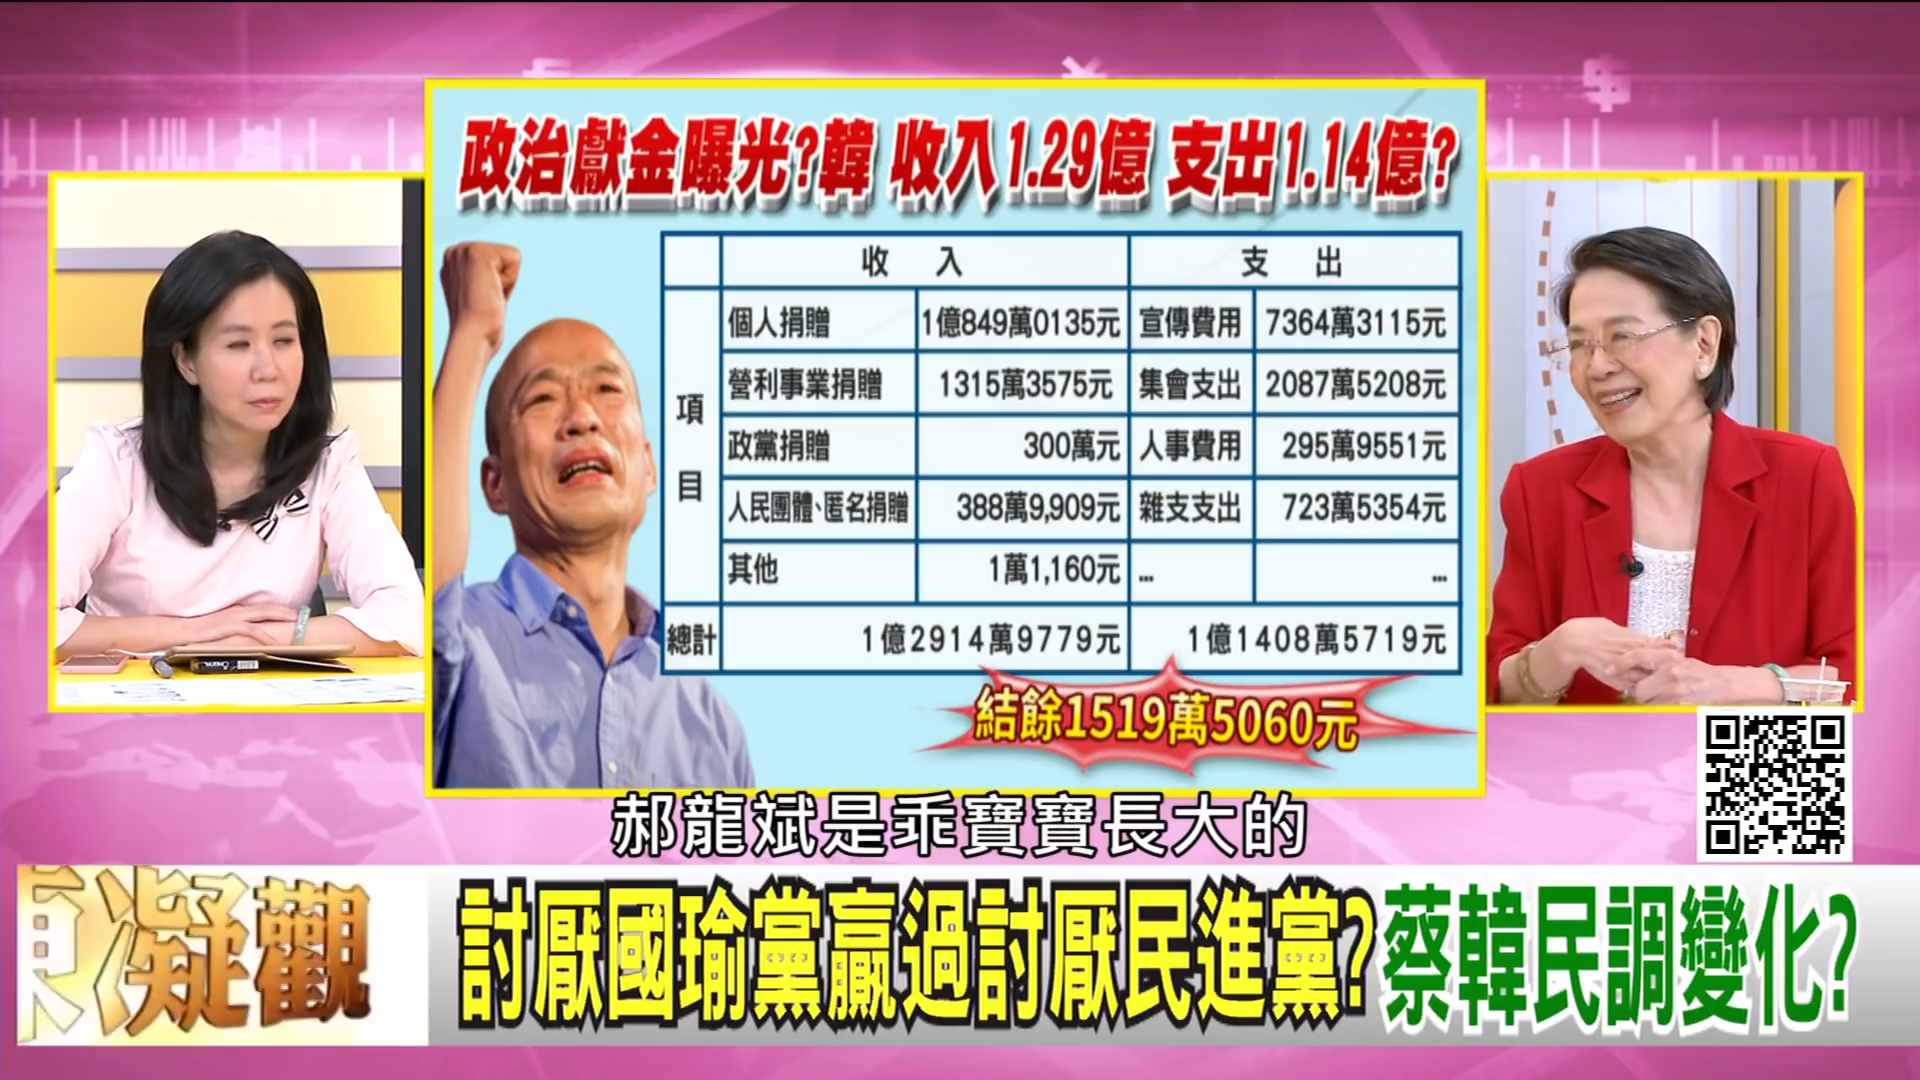 政治獻金曝光?韓 收入1.29億 支出1.14億?
收 入 支 出
項目
個人捐贈 1億849萬0135元 宣傳費用 7364萬3115元
營利事業捐贈 1315萬3575元 集會支出 2087萬5208元
政黨捐贈 300萬元 人事費用 295萬9551元
人民團體、匿名捐贈 388萬9,909元 雜支支出 723萬5354元
其他 1萬1,160元 ... ...
總計 1億2914萬9779元 1億1408萬5719元
結餘1519萬5060元
郝龍斌是乖寶寶長大的
凝觀
討厭國瑜黨贏過討厭民進黨?蔡韓民調變化?